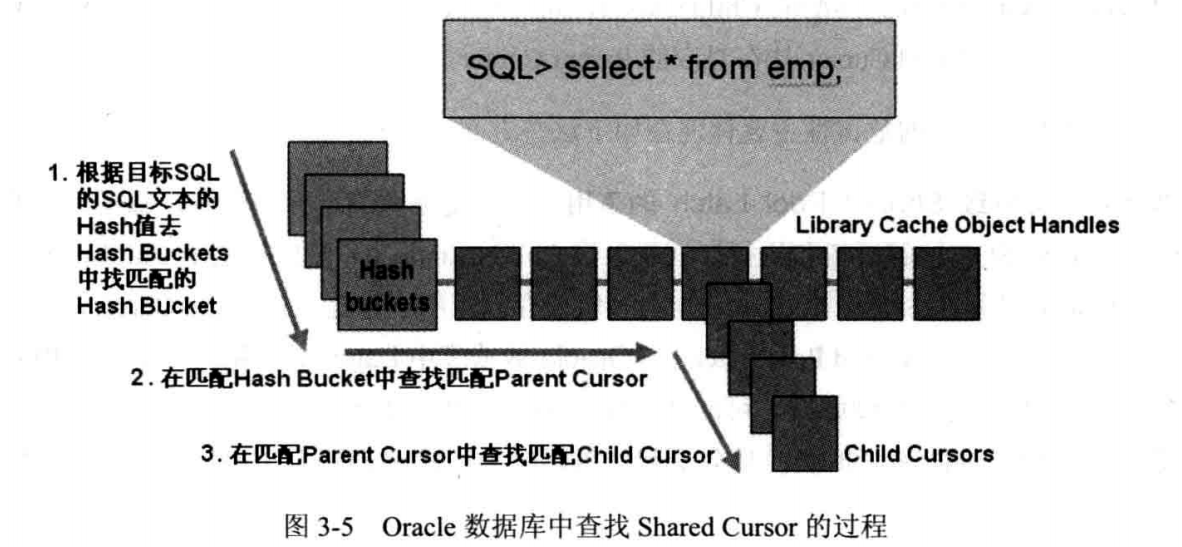 SQL> select * from emp;
1. 根据目标SQL
的SQL文本的
Hash值去
Hash Buckets
中找匹配的
Hash Bucket
Library Cache Object Handles
Hash
buckets
2. 在匹配Hash Bucket中查找匹配Parent Cursor
3. 在匹配Parent Cursor中查找匹配Child Cursor
Child Cursors
图 3-5 Oracle 数据库中查找 Shared Cursor 的过程